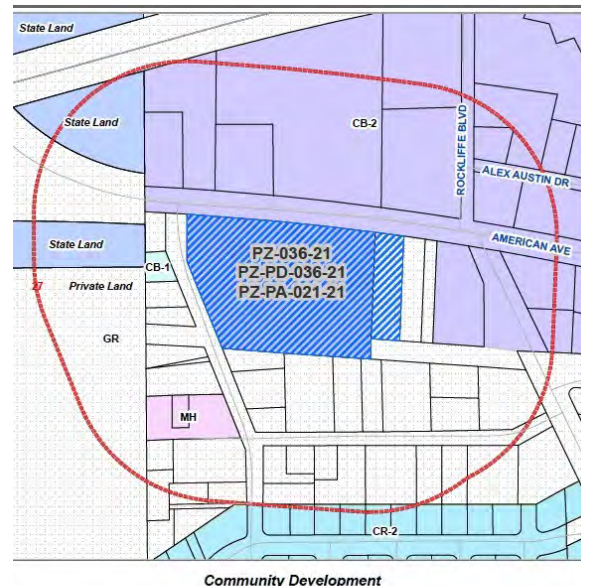 State Land
State Land
CB-2
ROCKLIFFE BLVD
ALEX AUSTIN DR
AMERICAN AVE
State Land
PZ-036-21
PZ-PD-036-21
PZ-PA-021-21
CB-1
27
Private Land
GR
MH
CR-2
Community Development